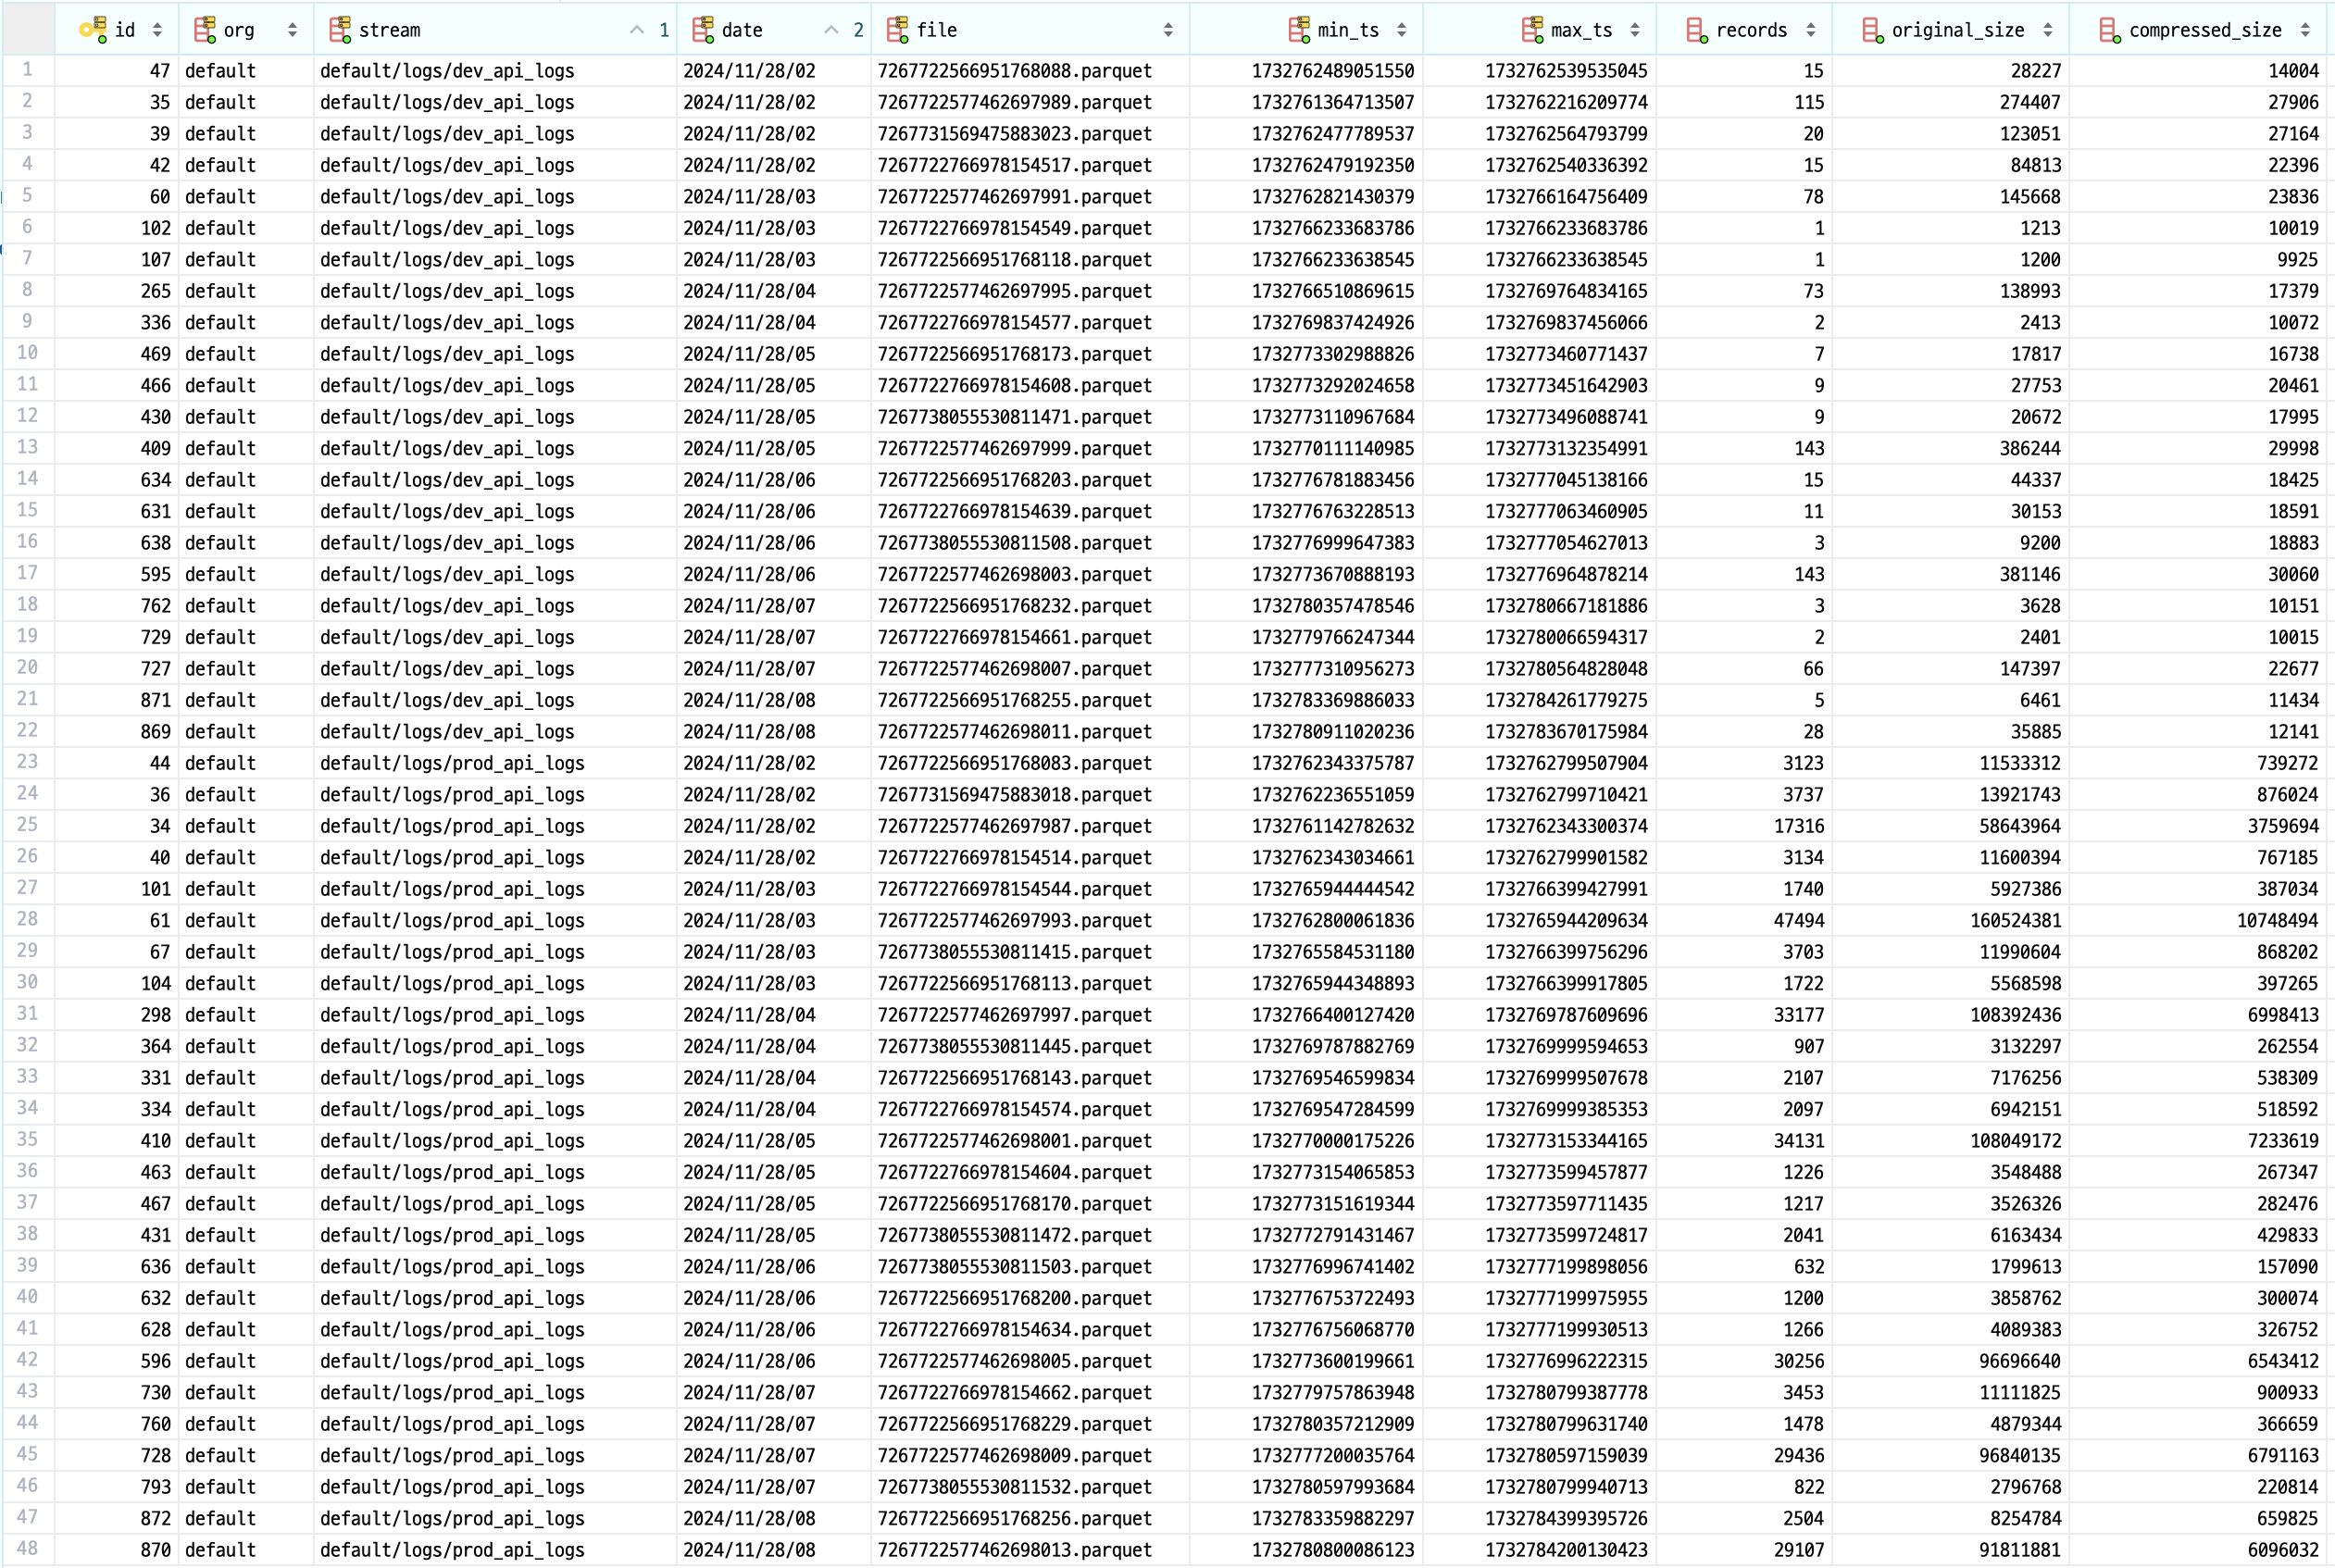 id org stream 1 date 2 file min_ts max_ts records original_size compressed_size
1 47 default default/logs/dev_api_logs 2024/11/28/02 7267722566951768088.parquet 1732762489051550 1732762539535045 15 28227 14004
2 35 default default/logs/dev_api_logs 2024/11/28/02 7267722577462697989.parquet 1732761364713507 1732762216209774 115 274407 27906
3 39 default default/logs/dev_api_logs 2024/11/28/02 7267731569475883023.parquet 1732762477789537 1732762564793799 20 123051 27164
4 42 default default/logs/dev_api_logs 2024/11/28/02 7267722766978154517.parquet 1732762479192350 1732762540336392 15 84813 22396
5 60 default default/logs/dev_api_logs 2024/11/28/03 7267722577462697991.parquet 1732762821430379 1732766164756409 78 145668 23836
6 102 default default/logs/dev_api_logs 2024/11/28/03 7267722766978154549.parquet 1732766233683786 1732766233683786 1 1213 10019
7 107 default default/logs/dev_api_logs 2024/11/28/03 7267722566951768118.parquet 1732766233638545 1732766233638545 1 1200 9925
8 265 default default/logs/dev_api_logs 2024/11/28/04 7267722577462697995.parquet 1732766510869615 1732769764834165 73 138993 17379
9 336 default default/logs/dev_api_logs 2024/11/28/04 7267722766978154577.parquet 1732769837424926 1732769837456066 2 2413 10072
10 469 default default/logs/dev_api_logs 2024/11/28/05 7267722566951768173.parquet 1732773302988826 1732773460771437 7 17817 16738
11 466 default default/logs/dev_api_logs 2024/11/28/05 7267722766978154608.parquet 1732773292024658 1732773451642903 9 27753 20461
12 430 default default/logs/dev_api_logs 2024/11/28/05 7267738055530811471.parquet 1732773110967684 1732773496088741 9 20672 17995
13 409 default default/logs/dev_api_logs 2024/11/28/05 7267722577462697999.parquet 1732770111140985 1732773132354991 143 386244 29998
14 634 default default/logs/dev_api_logs 2024/11/28/06 7267722566951768203.parquet 1732776781883456 1732777045138166 15 44337 18425
15 631 default default/logs/dev_api_logs 2024/11/28/06 7267722766978154639.parquet 1732776763228513 1732777063460905 11 30153 18591
16 638 default default/logs/dev_api_logs 2024/11/28/06 7267738055530811508.parquet 1732776999647383 1732777054627013 3 9200 18883
17 595 default default/logs/dev_api_logs 2024/11/28/06 7267722577462698003.parquet 1732773670888193 1732776964878214 143 381146 30060
18 762 default default/logs/dev_api_logs 2024/11/28/07 7267722566951768232.parquet 1732780357478546 1732780667181886 3 3628 10151
19 729 default default/logs/dev_api_logs 2024/11/28/07 7267722766978154661.parquet 1732779766247344 1732780066594317 2 2401 10015
20 727 default default/logs/dev_api_logs 2024/11/28/07 7267722577462698007.parquet 1732777310956273 1732780564828048 66 147397 22677
21 871 default default/logs/dev_api_logs 2024/11/28/08 7267722566951768255.parquet 1732783369886033 1732784261779275 5 6461 11434
22 869 default default/logs/dev_api_logs 2024/11/28/08 7267722577462698011.parquet 1732780911020236 1732783670175984 28 35885 12141
23 44 default default/logs/prod_api_logs 2024/11/28/02 7267722566951768083.parquet 1732762343375787 1732762799507904 3123 11533312 739272
24 36 default default/logs/prod_api_logs 2024/11/28/02 7267731569475883018.parquet 1732762236551059 1732762799710421 3737 13921743 876024
25 34 default default/logs/prod_api_logs 2024/11/28/02 7267722577462697987.parquet 1732761142782632 1732762343300374 17316 58643964 3759694
26 40 default default/logs/prod_api_logs 2024/11/28/02 7267722766978154514.parquet 1732762343034661 1732762799901582 3134 11600394 767185
27 101 default default/logs/prod_api_logs 2024/11/28/03 7267722766978154544.parquet 1732765944444542 1732766399427991 1740 5927386 387034
28 61 default default/logs/prod_api_logs 2024/11/28/03 7267722577462697993.parquet 1732762800061836 1732765944209634 47494 160524381 10748494
29 67 default default/logs/prod_api_logs 2024/11/28/03 7267738055530811415.parquet 1732765584531180 1732766399756296 3703 11990604 868202
30 104 default default/logs/prod_api_logs 2024/11/28/03 7267722566951768113.parquet 1732765944348893 1732766399917805 1722 5568598 397265
31 298 default default/logs/prod_api_logs 2024/11/28/04 7267722577462697997.parquet 1732766400127420 1732769787609696 33177 108392436 6998413
32 364 default default/logs/prod_api_logs 2024/11/28/04 7267738055530811445.parquet 1732769787882769 1732769999594653 907 3132297 262554
33 331 default default/logs/prod_api_logs 2024/11/28/04 7267722566951768143.parquet 1732769546599834 1732769999507678 2107 7176256 538309
34 334 default default/logs/prod_api_logs 2024/11/28/04 7267722766978154574.parquet 1732769547284599 1732769999385353 2097 6942151 518592
35 410 default default/logs/prod_api_logs 2024/11/28/05 7267722577462698001.parquet 1732770000175226 1732773153344165 34131 108049172 7233619
36 463 default default/logs/prod_api_logs 2024/11/28/05 7267722766978154604.parquet 1732773154065853 1732773599457877 1226 3548488 267347
37 467 default default/logs/prod_api_logs 2024/11/28/05 7267722566951768170.parquet 1732773151619344 1732773597711435 1217 3526326 282476
38 431 default default/logs/prod_api_logs 2024/11/28/05 7267738055530811472.parquet 1732772791431467 1732773599724817 2041 6163434 429833
39 636 default default/logs/prod_api_logs 2024/11/28/06 7267738055530811503.parquet 1732776996741402 1732777199898056 632 1799613 157090
40 632 default default/logs/prod_api_logs 2024/11/28/06 7267722566951768200.parquet 1732776753722493 1732777199975955 1200 3858762 300074
41 628 default default/logs/prod_api_logs 2024/11/28/06 7267722766978154634.parquet 1732776756068770 1732777199930513 1266 4089383 326752
42 596 default default/logs/prod_api_logs 2024/11/28/06 7267722577462698005.parquet 1732773600199661 1732776996222315 30256 96696640 6543412
43 730 default default/logs/prod_api_logs 2024/11/28/07 7267722766978154662.parquet 1732779757863948 1732780799387778 3453 11111825 900933
44 760 default default/logs/prod_api_logs 2024/11/28/07 7267722566951768229.parquet 1732780357212909 1732780799631740 1478 4879344 366659
45 728 default default/logs/prod_api_logs 2024/11/28/07 7267722577462698009.parquet 1732777200035764 1732780597159039 29436 96840135 6791163
46 793 default default/logs/prod_api_logs 2024/11/28/07 7267738055530811532.parquet 1732780597993684 1732780799940713 822 2796768 220814
47 872 default default/logs/prod_api_logs 2024/11/28/08 7267722566951768256.parquet 1732783359882297 1732784399395726 2504 8254784 659825
48 870 default default/logs/prod_api_logs 2024/11/28/08 7267722577462698013.parquet 1732780800086123 1732784200130423 29107 91811881 6096032